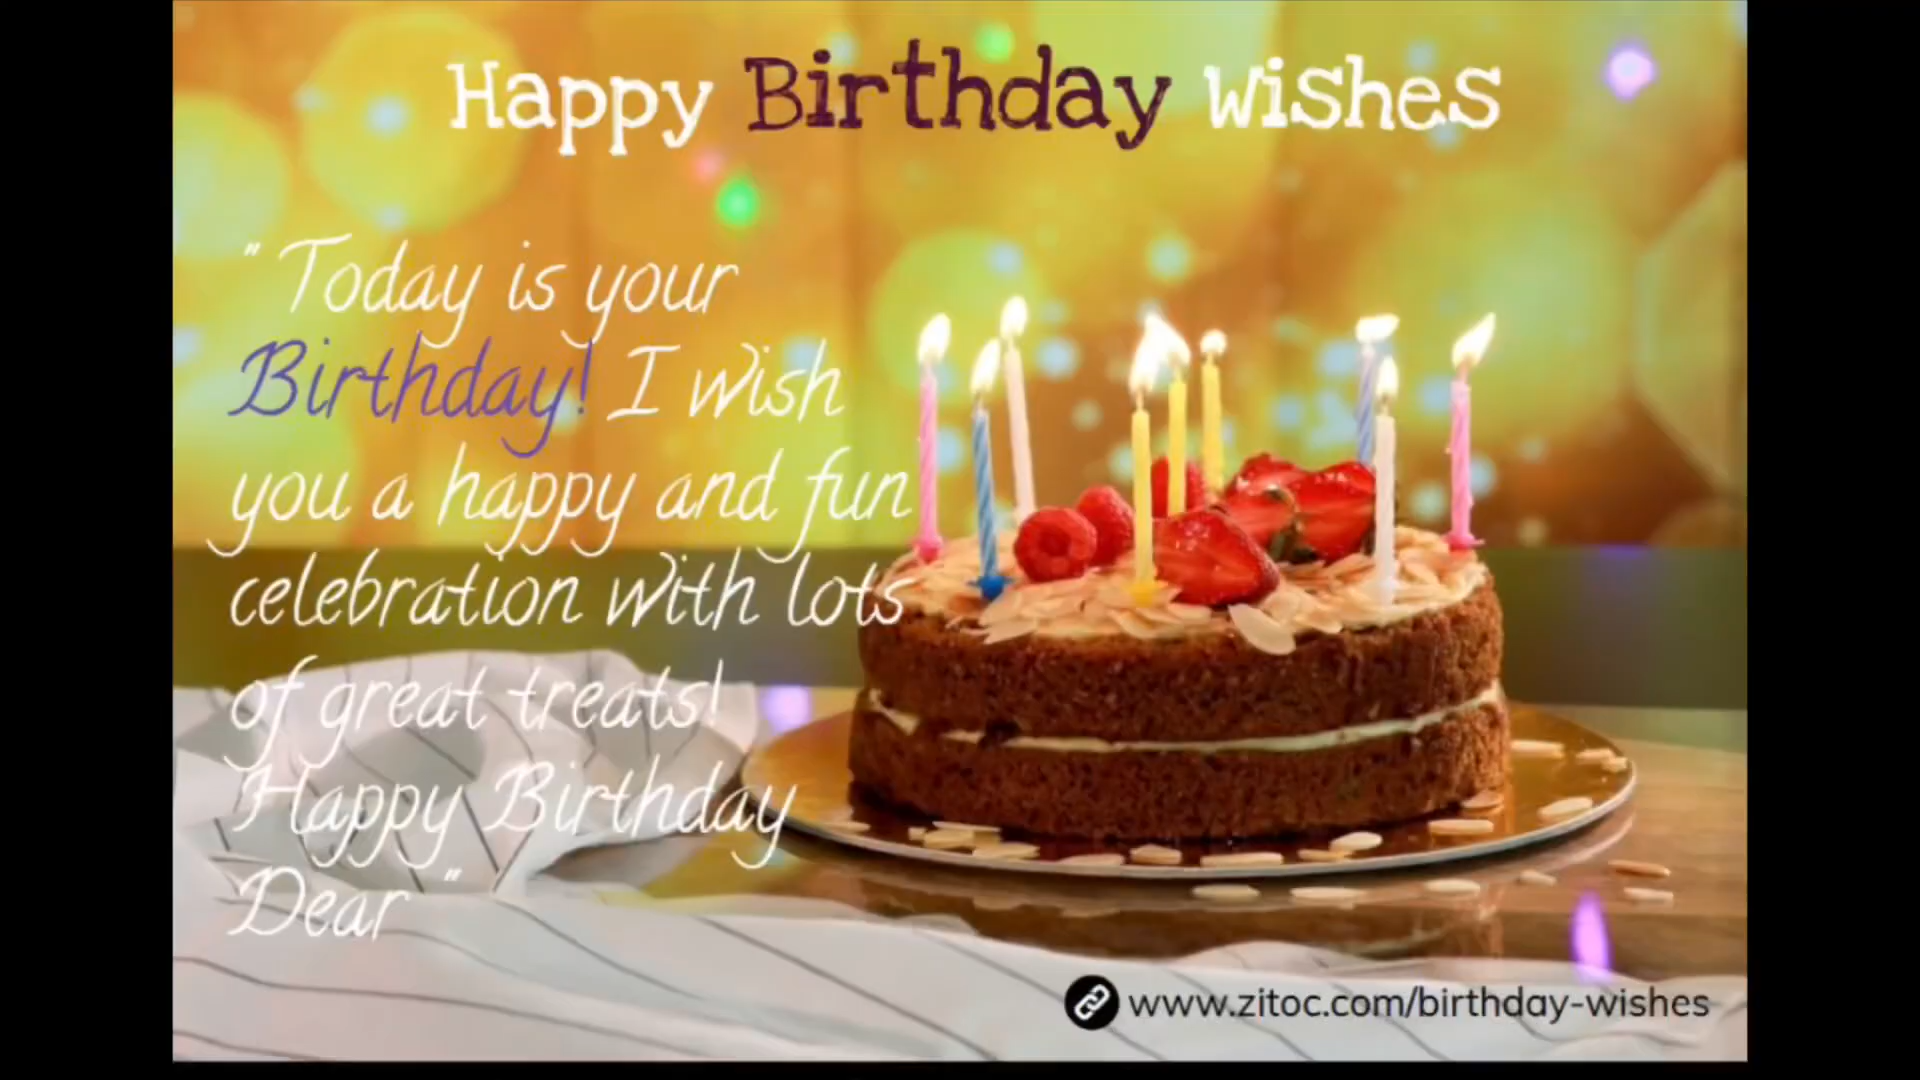 Happy Birthday Wishes
" Today is your
Birthday! I wish
you a happy and fun
celebration with lots
of great treats!
Happy Birthday
Dear "
www.zitoc.com/birthday-wishes